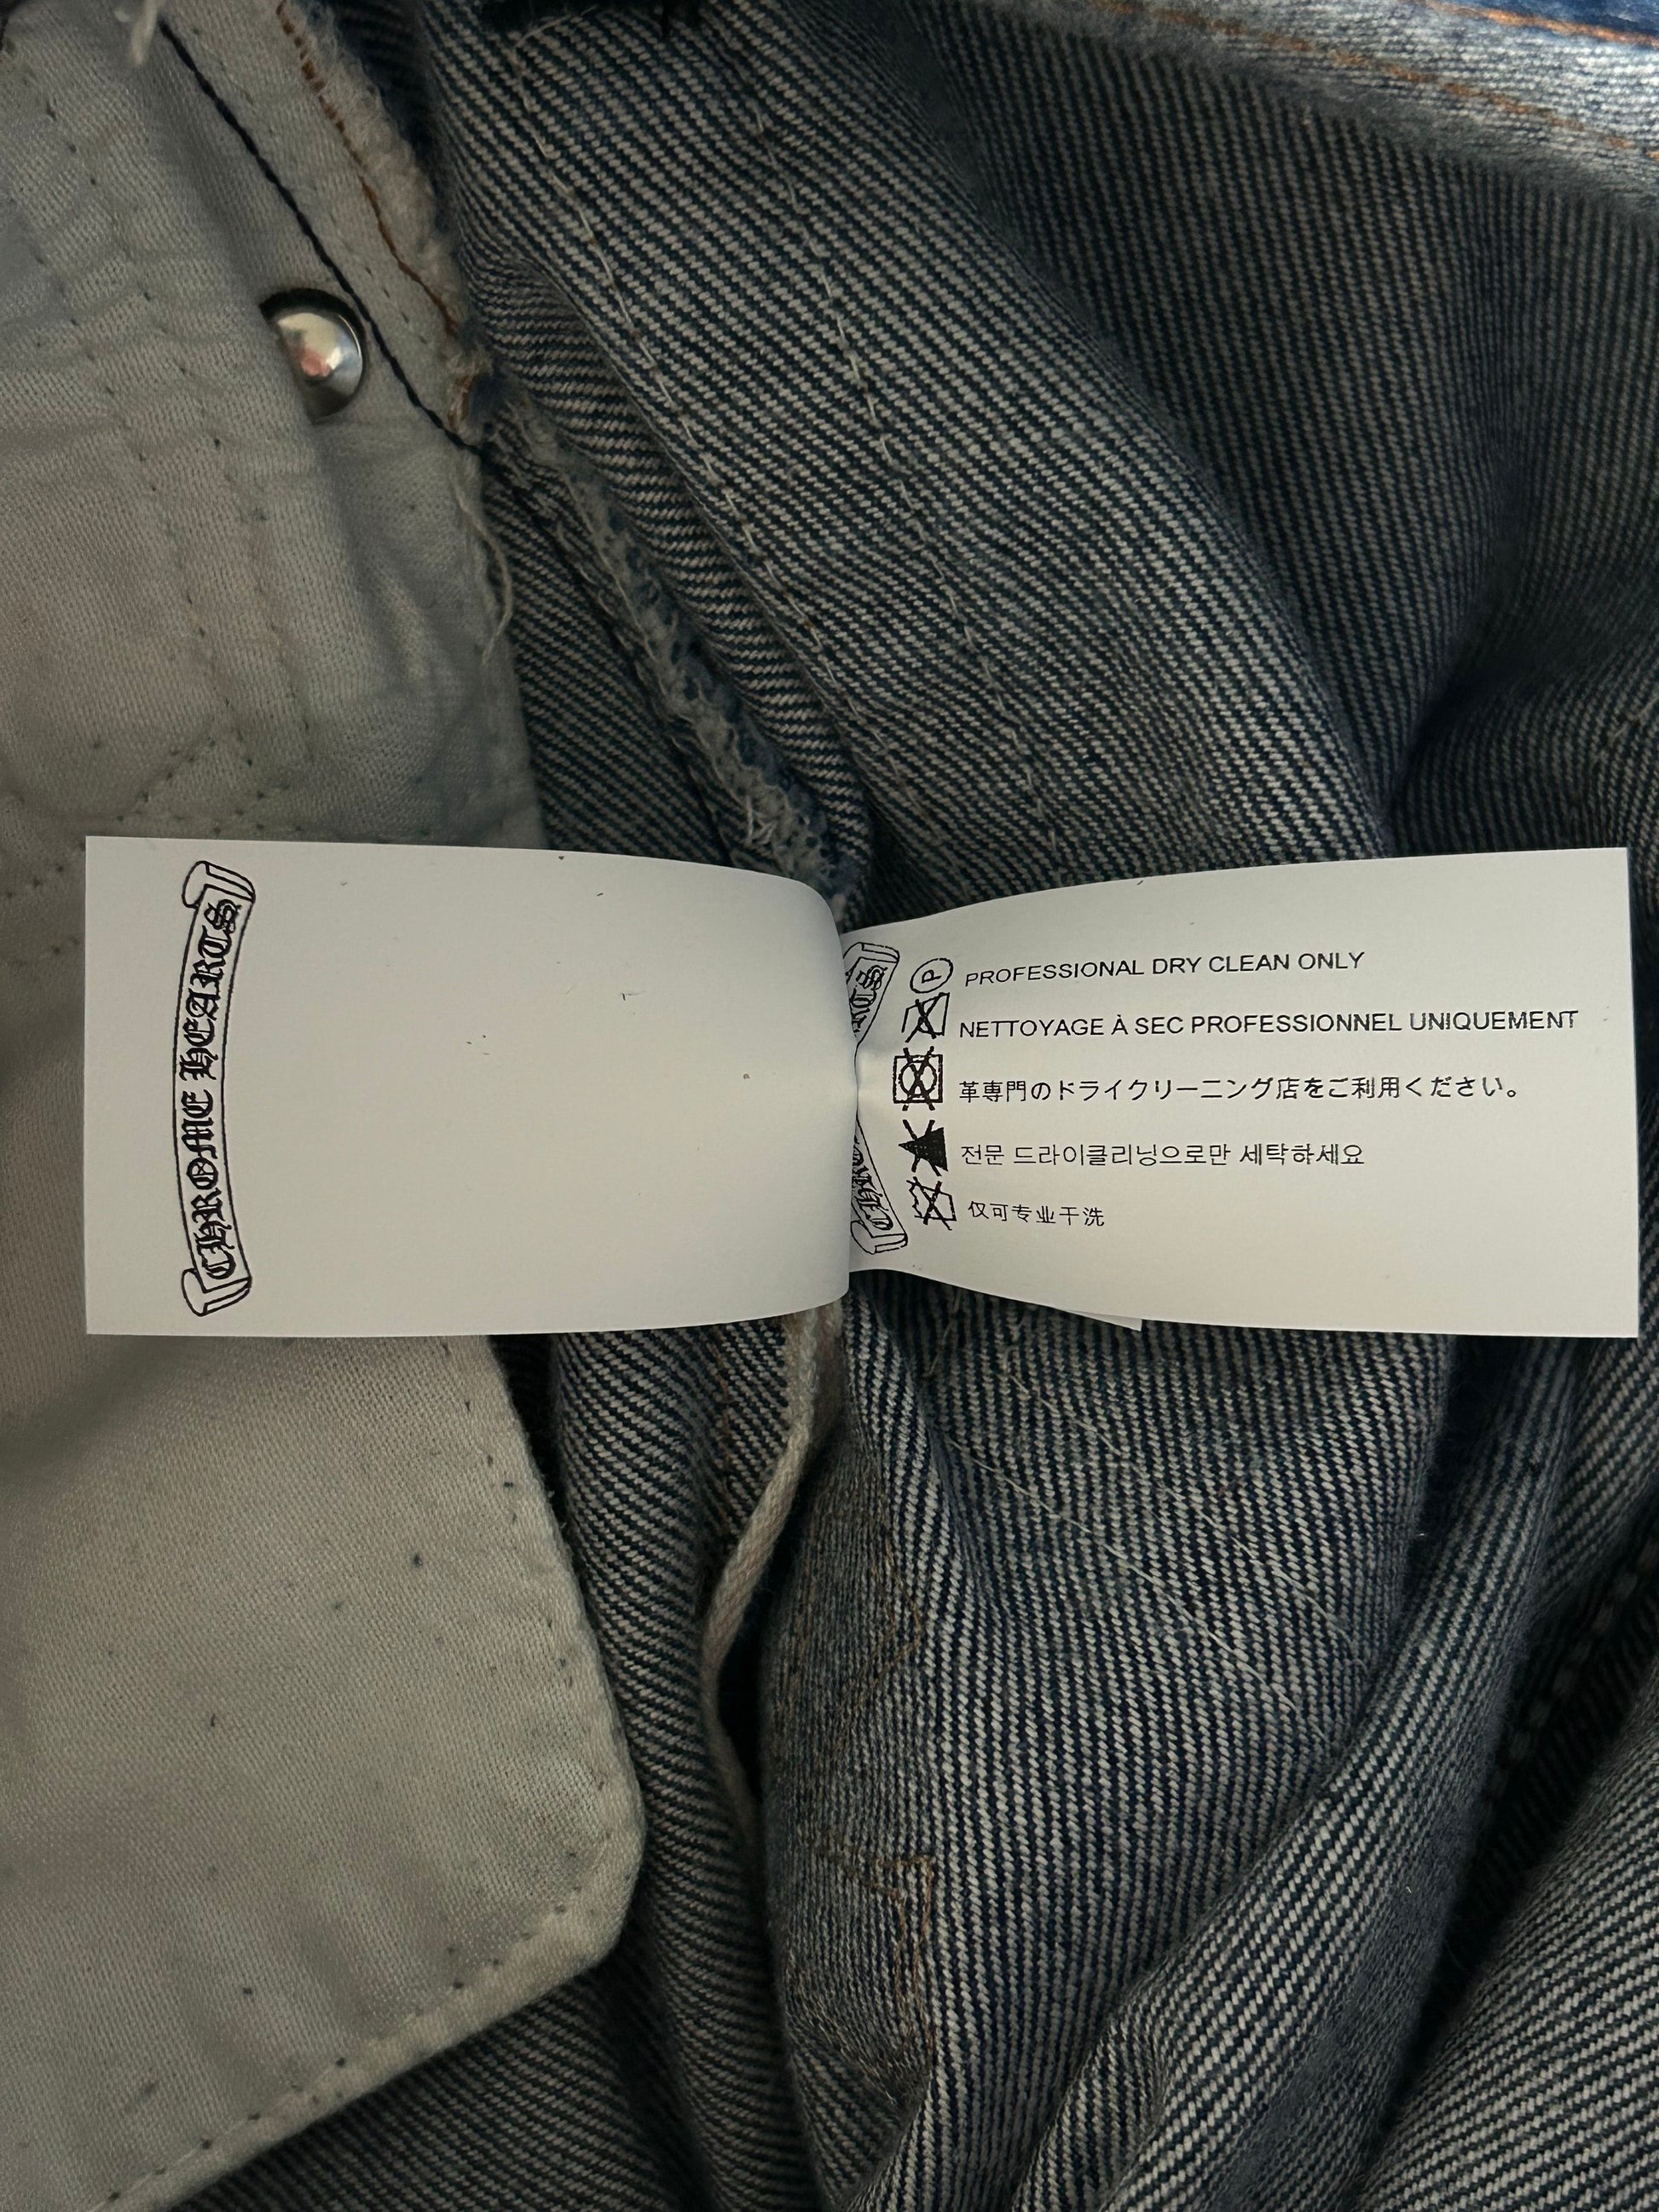 CHROME HEARTS
P
PROFESSIONAL DRY CLEAN ONLY
NETTOYAGE À SEC PROFESSIONNEL UNIQUEMENT
革専門のドライクリーニング店をご利用ください。
전문 드라이클리닝으로만 세탁하세요
仅可专业干洗